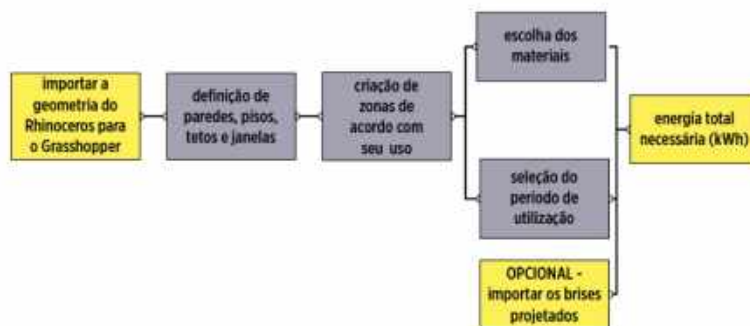 importar a
geometria do
Rhinoceros para
o Grasshopper
definição de
paredes, pisos,
tetos e janelas
criação de
zonas de
acordo com
seu uso
escolha dos
materiais
seleção do
período de
utilização
OPCIONAL -
importar os brises
projetados
energia total
necessária (kWh)